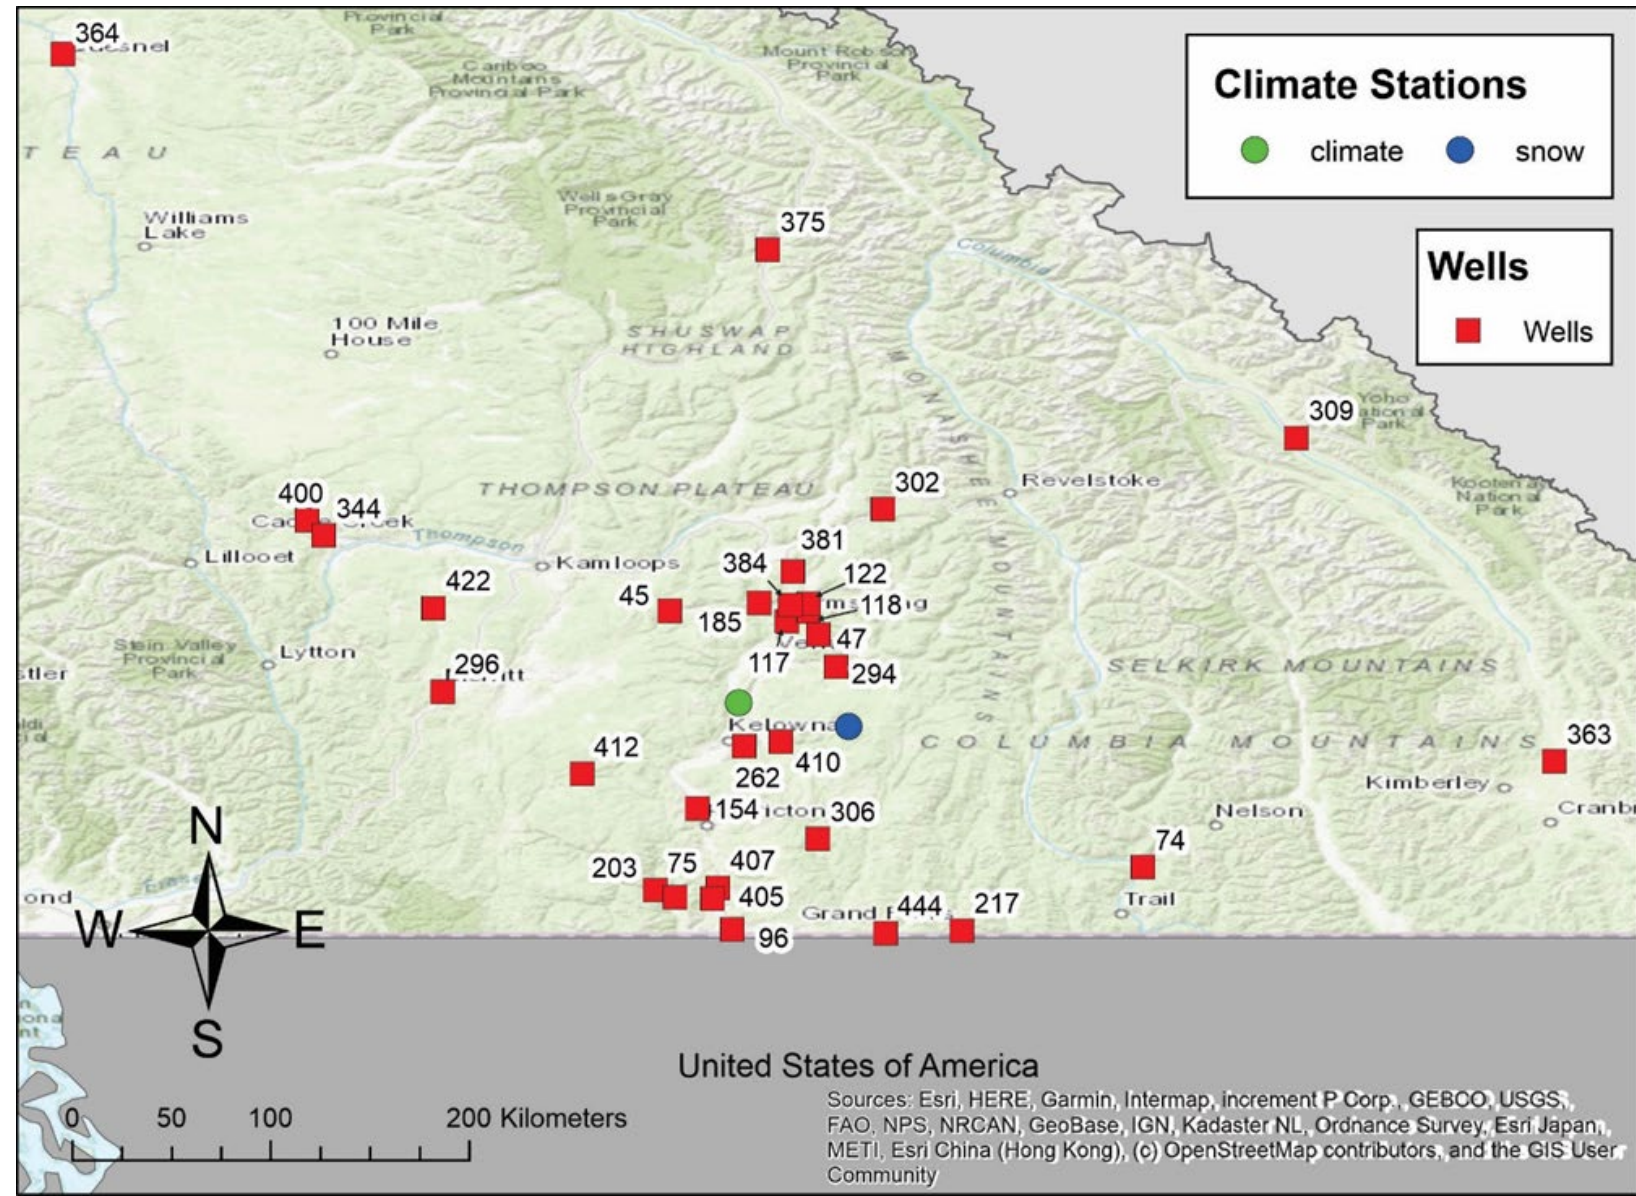 364
Provincial
Park
Cariboo
Mountains
Provincial Park
Mount Robson
Provincial
Park
Climate Stations
climate
snow
T E A U
Williams
Lake
Wells Gray
Provincial
Park
375
Columbia
Wells
Wells
100 Mile
House
SHUSWAP
HIGHLAND
MONASHEE MOUNTAINS
309
Yoho
Park
400
344
THOMPSON PLATEAU
302
Revelstoke
Kootenay
National
Park
Thompson
Lillooet
Kamloops
381
384
122
422
45
185
118
47
117
294
Stein Valley
Provincial
Park
Lytton
296
SELKIRK MOUNTAINS
Kelowna
COLUMBIA MOUNTAINS
412
262
410
363
Kimberley
154
306
Nelson
N
W
E
S
203
75
407
405
74
Trail
96
444
217
Fraser
United States of America
0 50 100 200 Kilometers
Sources: Esri, HERE, Garmin, Intermap, increment P Corp., GEBCO, USGS,
FAO, NPS, NRCAN, GeoBase, IGN, Kadaster NL, Ordnance Survey, Esri Japan,
METI, Esri China (Hong Kong), (c) OpenStreetMap contributors, and the GIS User
Community